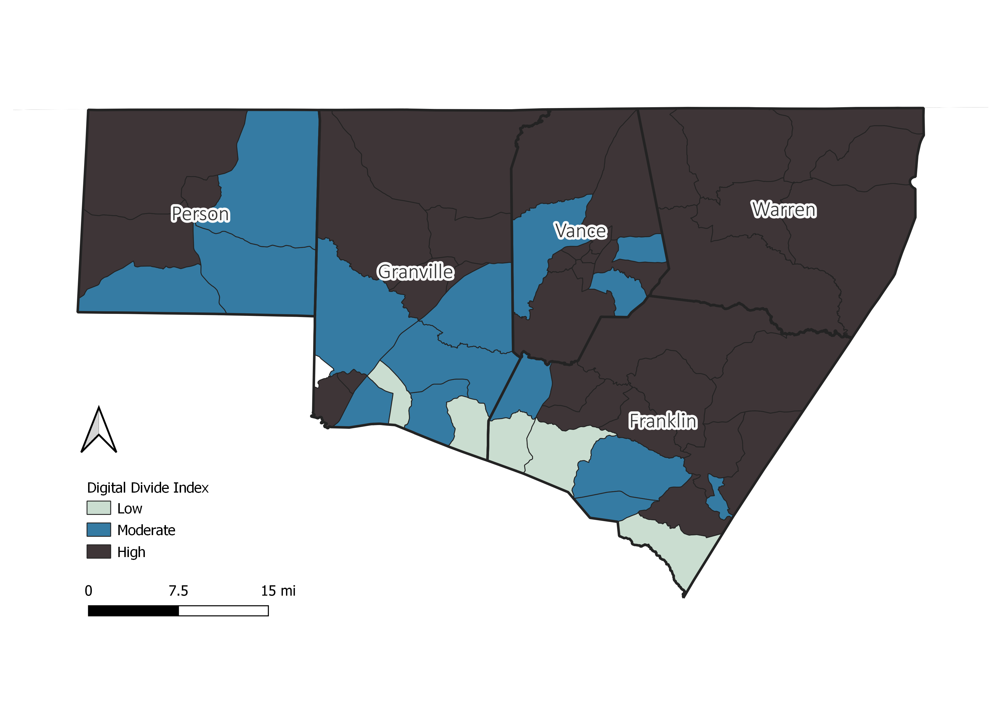 Warren
Person
Vance
Granville
Franklin
Digital Divide Index
Low
Moderate
High
0 7.5 15 mi